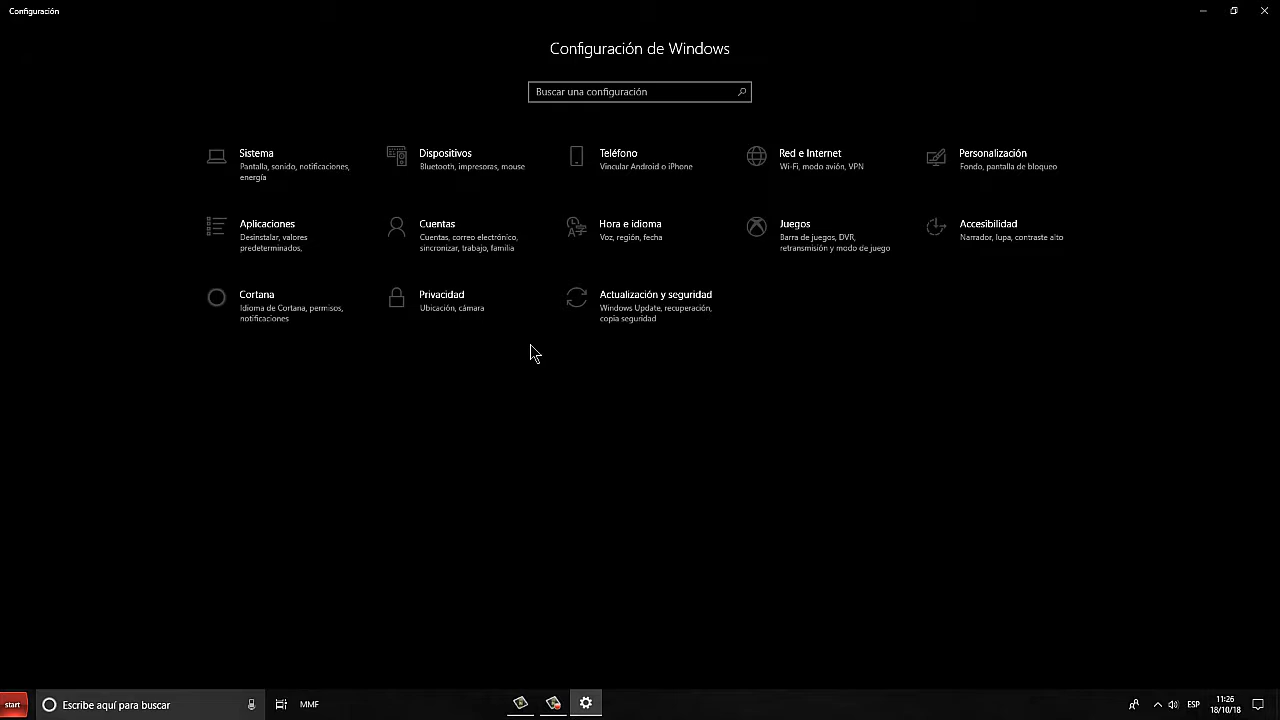 Configuración
Configuración de Windows
Buscar una configuración
Sistema
Pantalla, sonido, notificaciones,
energía
Dispositivos
Bluetooth, impresoras, mouse
Teléfono
Vincular Android o iPhone
Red e Internet
Wi-Fi, modo avión, VPN
Personalización
Fondo, pantalla de bloqueo
Aplicaciones
Desinstalar, valores
predeterminados,
Cuentas
Cuentas, correo electrónico,
sincronizar, trabajo, familia
Hora e idioma
Voz, región, fecha
Juegos
Barra de juegos, DVR,
retransmisión y modo de juego
Accesibilidad
Narrador, lupa, contraste alto
Cortana
Idioma de Cortana, permisos,
notificaciones
Privacidad
Ubicación, cámara
Actualización y seguridad
Windows Update, recuperación,
copia seguridad
start
Escribe aquí para buscar
MMF
ESP
11:26
18/10/18